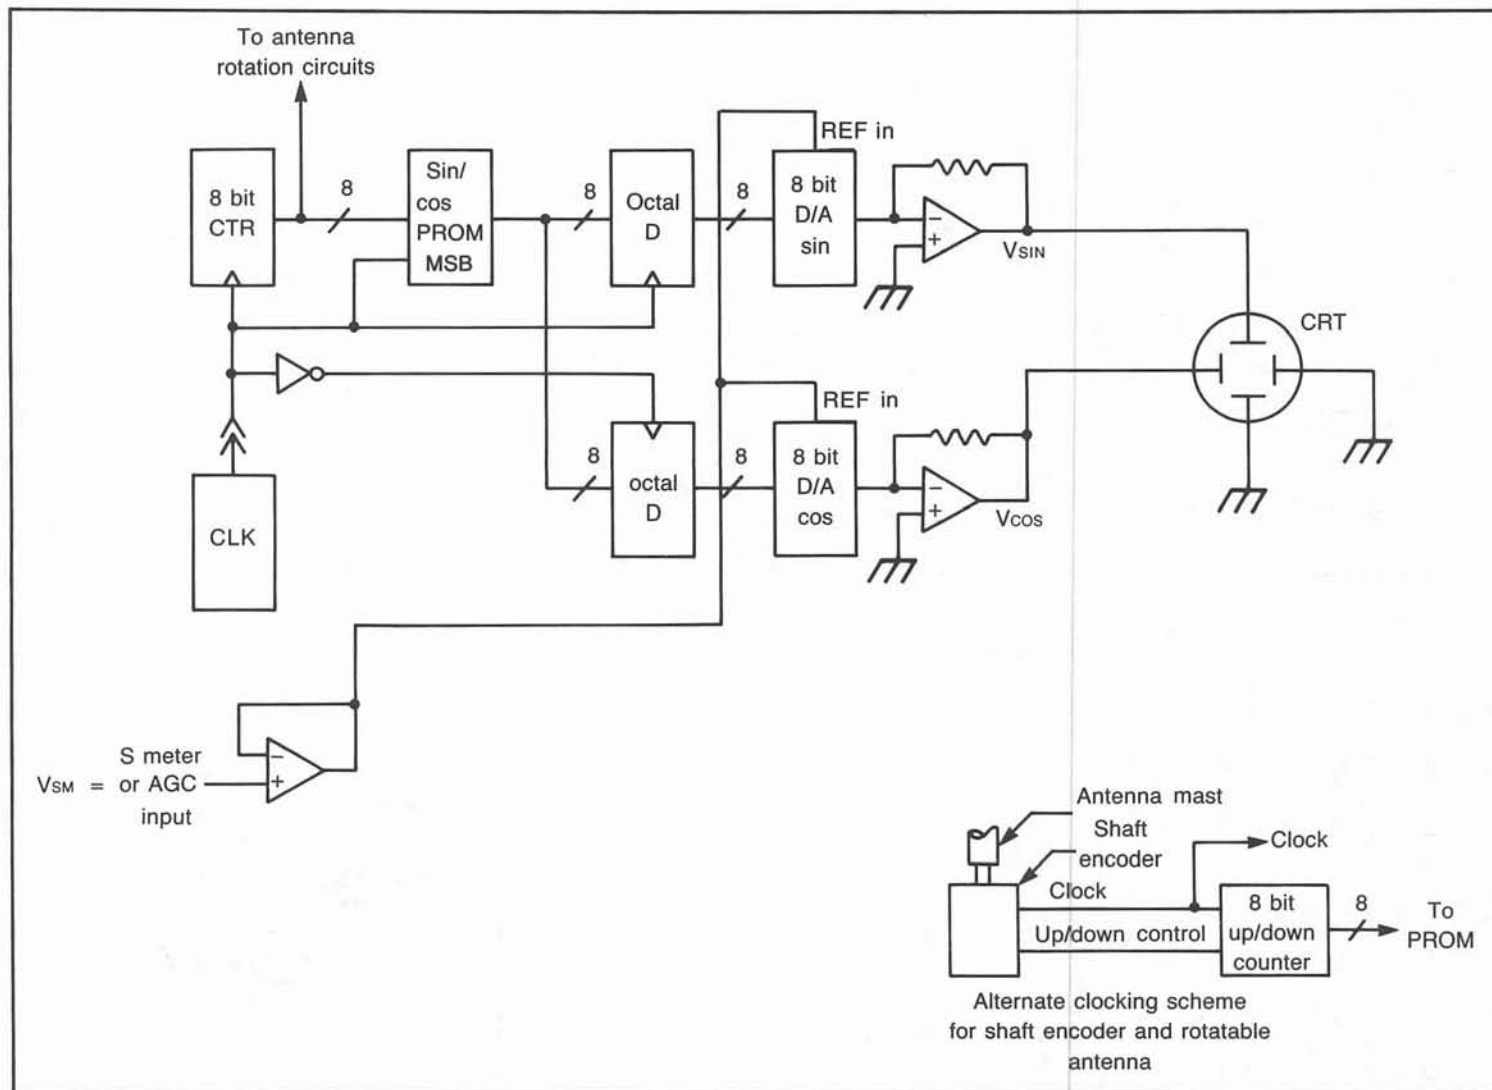 To antenna
rotation circuits
8 bit
CTR
8
Sin/
cos
PROM
MSB
8
Octal
D
8
REF in
8 bit
D/A
sin
−
+
VSIN
CRT
CLK
8
octal
D
8
REF in
8 bit
D/A
cos
−
+
VCOS
VSM = S meter
or AGC
input
−
+
Antenna mast
Shaft
encoder
Clock
Clock
Up/down control
8 bit
up/down
counter
8
To
PROM
Alternate clocking scheme
for shaft encoder and rotatable
antenna